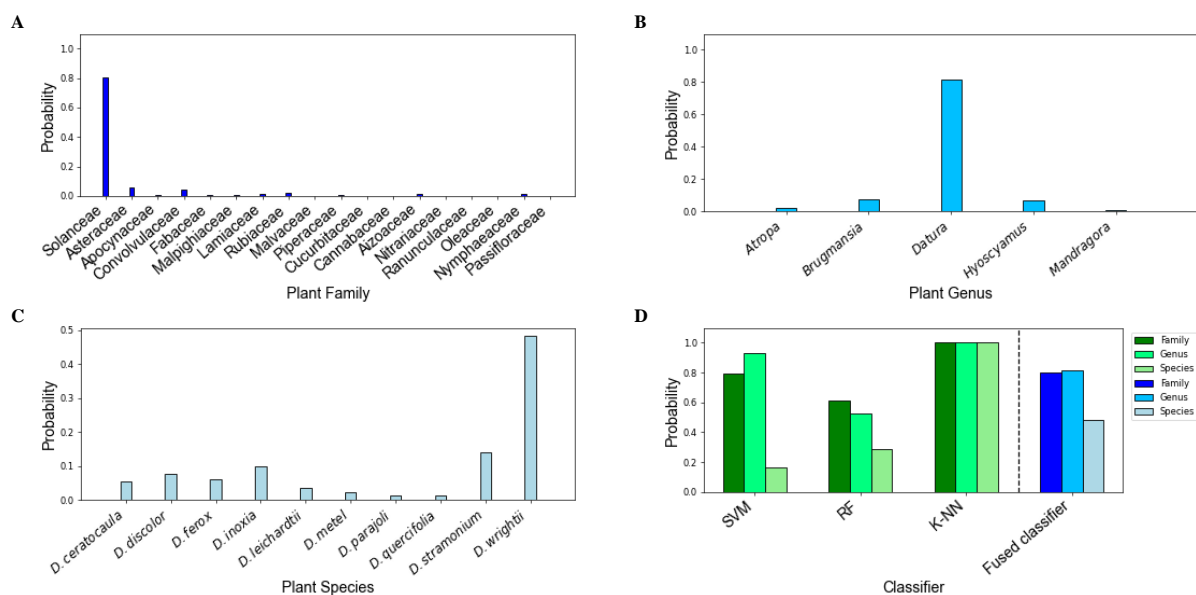 A
Probability
1.0
0.8
0.6
0.4
0.2
0.0
Solanceae
Asteraceae
Apocynaceae
Convolvulaceae
Fabaceae
Malpighiaceae
Lamiaceae
Rubiaceae
Malvaceae
Piperaceae
Cucurbitaceae
Cannabaceae
Aizoaceae
Nitrariaceae
Ranunculaceae
Oleaceae
Nymphaeaceae
Passifloraceae
Plant Family
B
Probability
1.0
0.8
0.6
0.4
0.2
0.0
Atropa
Brugmansia
Datura
Hyoscyamus
Mandragora
Plant Genus
C
Probability
0.5
0.4
0.3
0.2
0.1
0.0
D. ceratocaula
D. discolor
D. ferox
D. inoxia
D. leichardtii
D. metel
D. parajoli
D. quercifolia
D. stramonium
D. wrightii
Plant Species
D
Probability
1.0
0.8
0.6
0.4
0.2
0.0
SVM
RF
K-NN
Fused classifier
Classifier
Family
Genus
Species
Family
Genus
Species